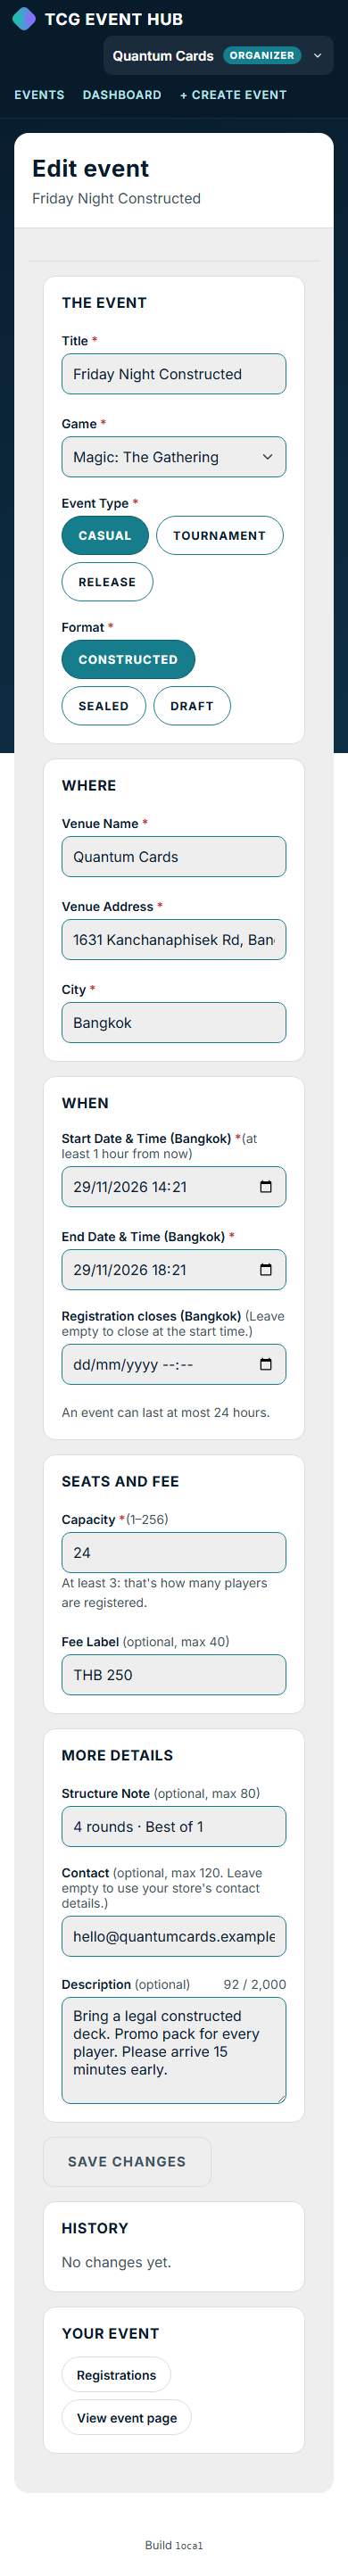 TCG EVENT HUB
Quantum Cards ORGANIZER
EVENTS DASHBOARD + CREATE EVENT
Edit event
Friday Night Constructed
THE EVENT
Title *
Friday Night Constructed
Game *
Magic: The Gathering
Event Type *
CASUAL TOURNAMENT
RELEASE
Format *
CONSTRUCTED
SEALED DRAFT
WHERE
Venue Name *
Quantum Cards
Venue Address *
1631 Kanchanaphisek Rd, Ban
City *
Bangkok
WHEN
Start Date & Time (Bangkok) *(at
least 1 hour from now)
29/11/2026 14:21
End Date & Time (Bangkok) *
29/11/2026 18:21
Registration closes (Bangkok) (Leave
empty to close at the start time.)
dd/mm/yyyy --:--
An event can last at most 24 hours.
SEATS AND FEE
Capacity *(1–256)
24
At least 3: that's how many players
are registered.
Fee Label (optional, max 40)
THB 250
MORE DETAILS
Structure Note (optional, max 80)
4 rounds · Best of 1
Contact (optional, max 120. Leave
empty to use your store's contact
details.)
hello@quantumcards.example
Description (optional) 92 / 2,000
Bring a legal constructed
deck. Promo pack for every
player. Please arrive 15
minutes early.
SAVE CHANGES
HISTORY
No changes yet.
YOUR EVENT
Registrations
View event page
Build local